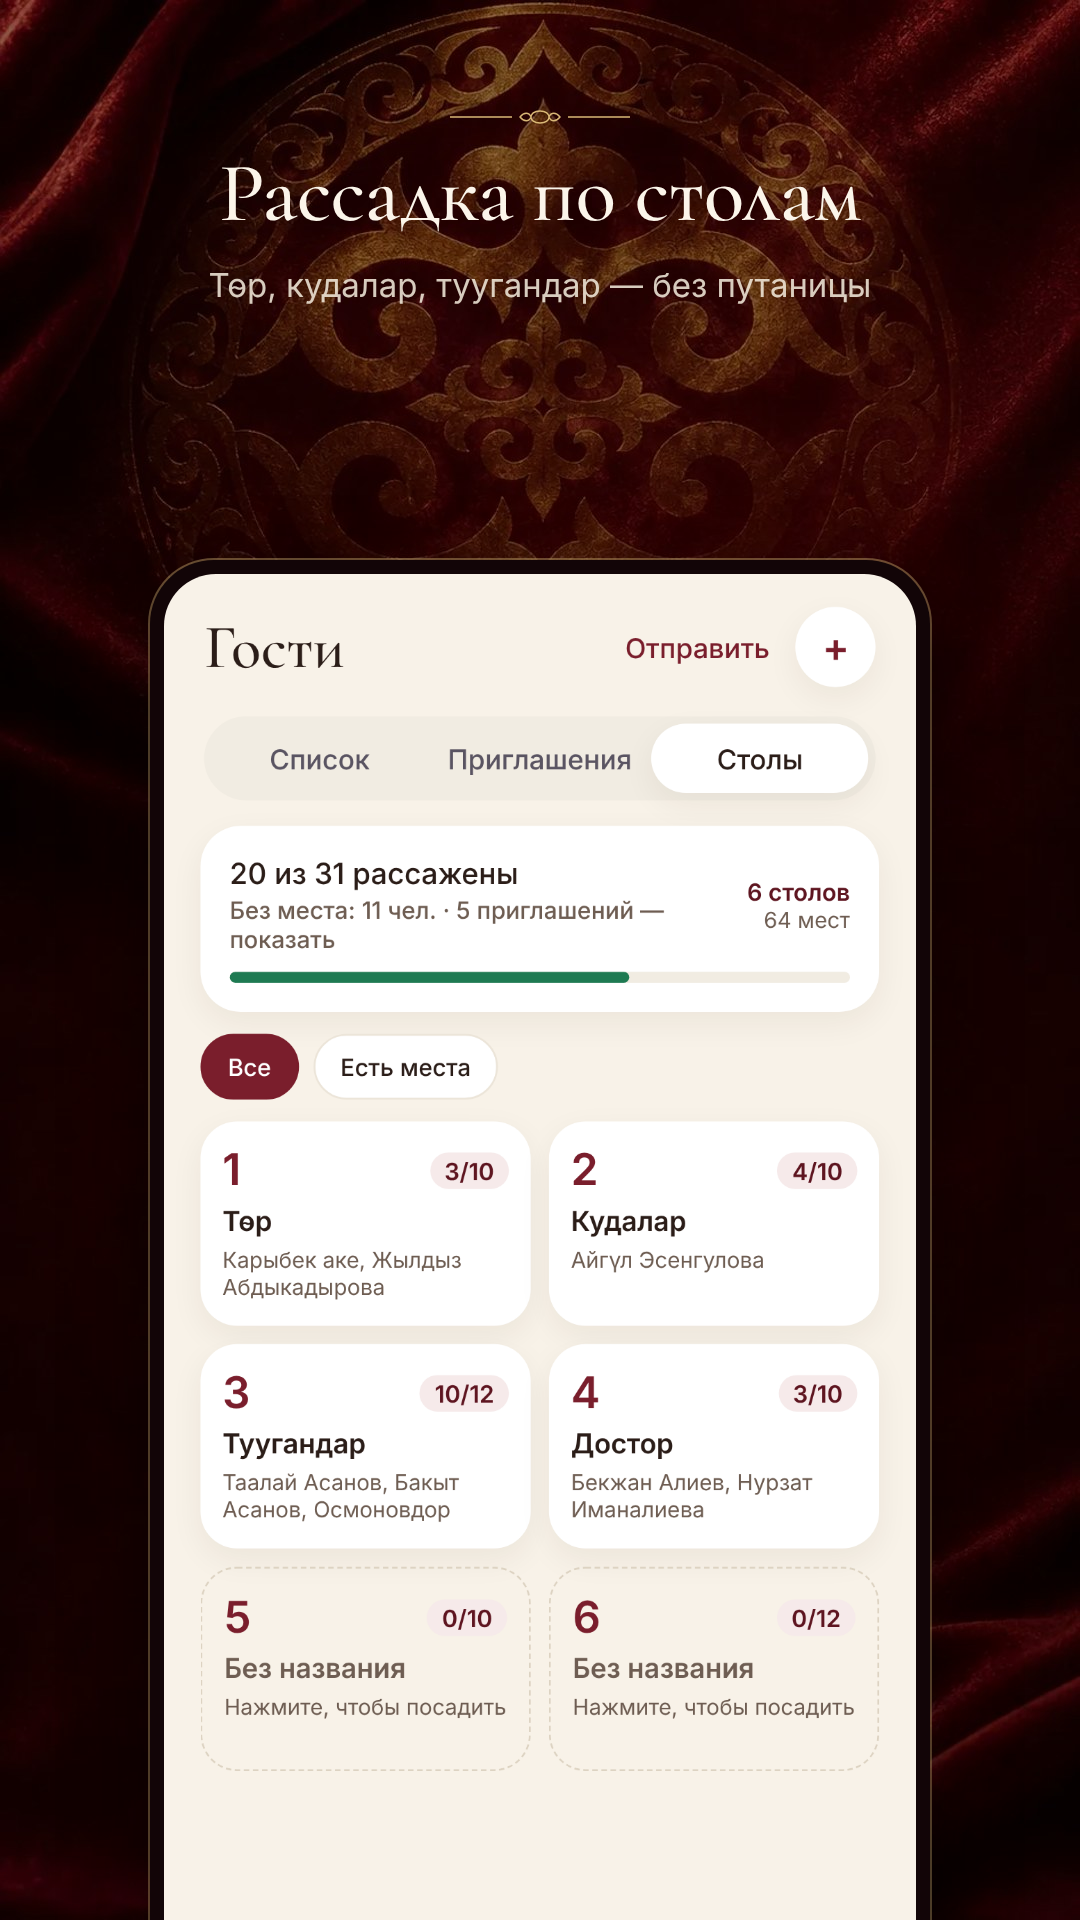 Рассадка по столам
Төр, кудалар, туугандар — без путаницы
Гости
Отправить
+
Список
Приглашения
Столы
20 из 31 рассажены
Без места: 11 чел. · 5 приглашений —
показать
6 столов
64 мест
Все
Есть места
1
3/10
Төр
Карыбек аке, Жылдыз
Абдыкадырова
2
4/10
Кудалар
Айгүл Эсенгулова
3
10/12
Туугандар
Таалай Асанов, Бакыт
Асанов, Осмоновдор
4
3/10
Достор
Бекжан Алиев, Нурзат
Иманалиева
5
0/10
Без названия
Нажмите, чтобы посадить
6
0/12
Без названия
Нажмите, чтобы посадить